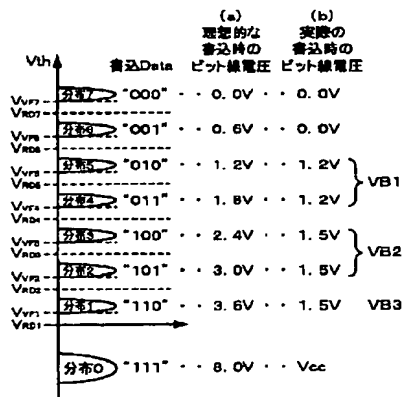 (a) (b)
理想的な 実際の
書込時の 書込時の
Vth 書込Data ビット線電圧 ビット線電圧
分布7 "000" ・・ 0.0V ・・ 0.0V
VVF7
VRD7
分布6 "001" ・・ 0.6V ・・ 0.0V
VVF6
VRD6
分布5 "010" ・・ 1.2V ・・ 1.2V
VVF5
VRD5 VB1
分布4 "011" ・・ 1.8V ・・ 1.2V
VVF4
VRD4
分布3 "100" ・・ 2.4V ・・ 1.5V
VVF3
VRD3 VB2
分布2 "101" ・・ 3.0V ・・ 1.5V
VVF2
VRD2
分布1 "110" ・・ 3.6V ・・ 1.5V VB3
VVF1
VRD1
分布0 "111" ・・ 8.0V ・・ Vcc